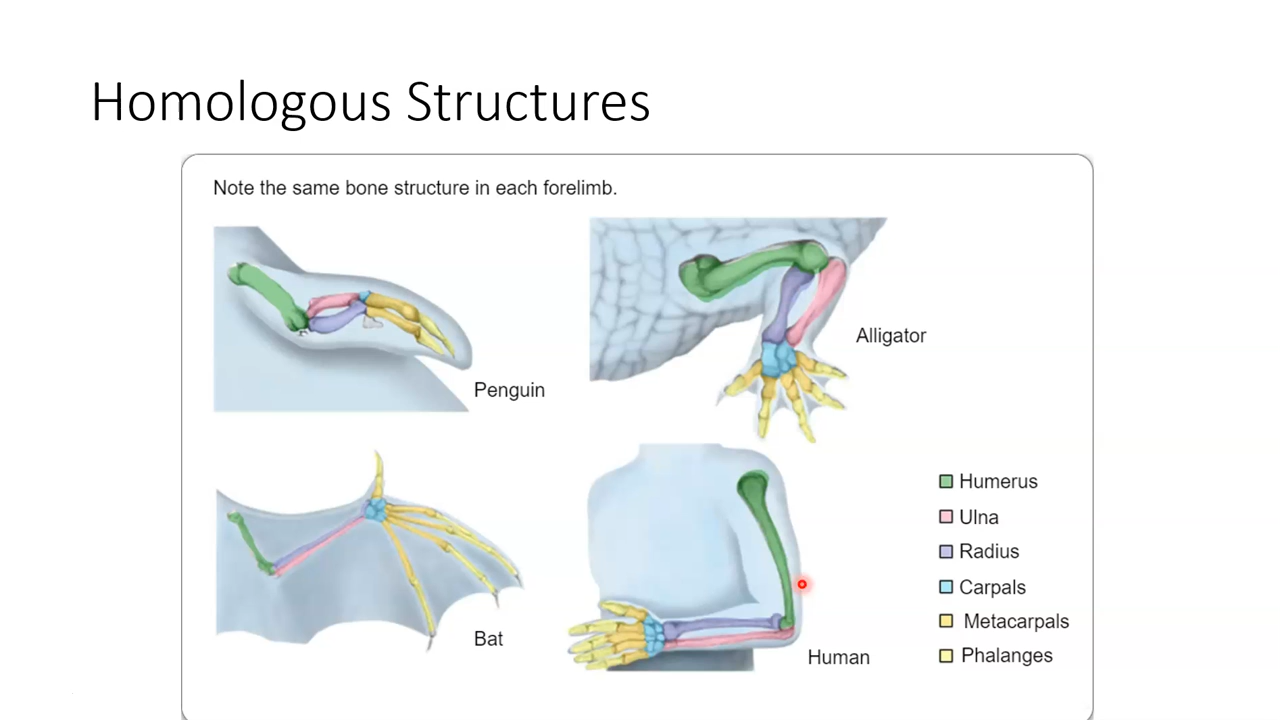 Homologous Structures
Note the same bone structure in each forelimb.
Penguin
Alligator
Bat
Human
Humerus
Ulna
Radius
Carpals
Metacarpals
Phalanges